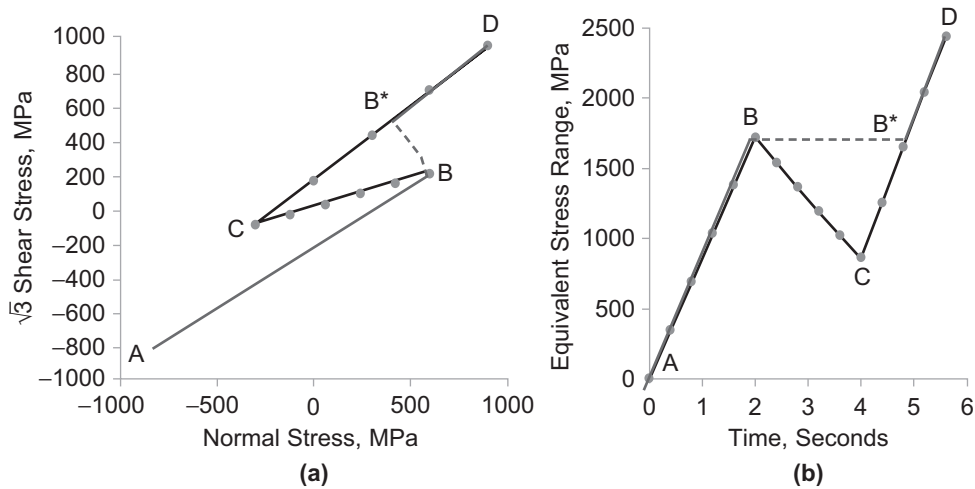 1000
800
600
400
200
0
−200
−400
−600
−800
−1000
√3 Shear Stress, MPa
D
B*
B
C
A
−1000 −500 0 500 1000
Normal Stress, MPa
(a)
2500
2000
1500
1000
500
0
Equivalent Stress Range, MPa
D
B
B*
C
A
0 1 2 3 4 5 6
Time, Seconds
(b)